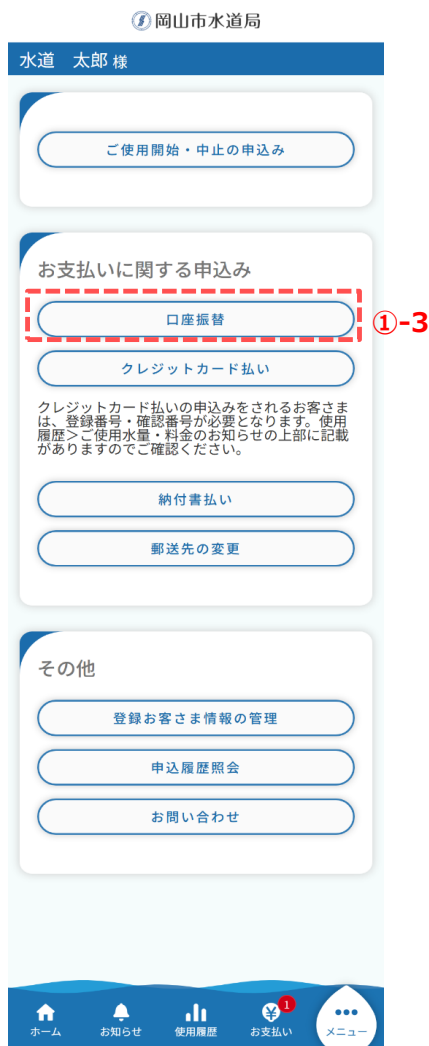 岡山市水道局
水道　太郎 様
ご使用開始・中止の申込み
お支払いに関する申込み
口座振替
①-3
クレジットカード払い
クレジットカード払いの申込みをされるお客さま
は、登録番号・確認番号が必要となります。使用
履歴＞ご使用水量・料金のお知らせの上部に記載
がありますのでご確認ください。
納付書払い
郵送先の変更
その他
登録お客さま情報の管理
申込履歴照会
お問い合わせ
1
ホーム
お知らせ
使用履歴
お支払い
メニュー